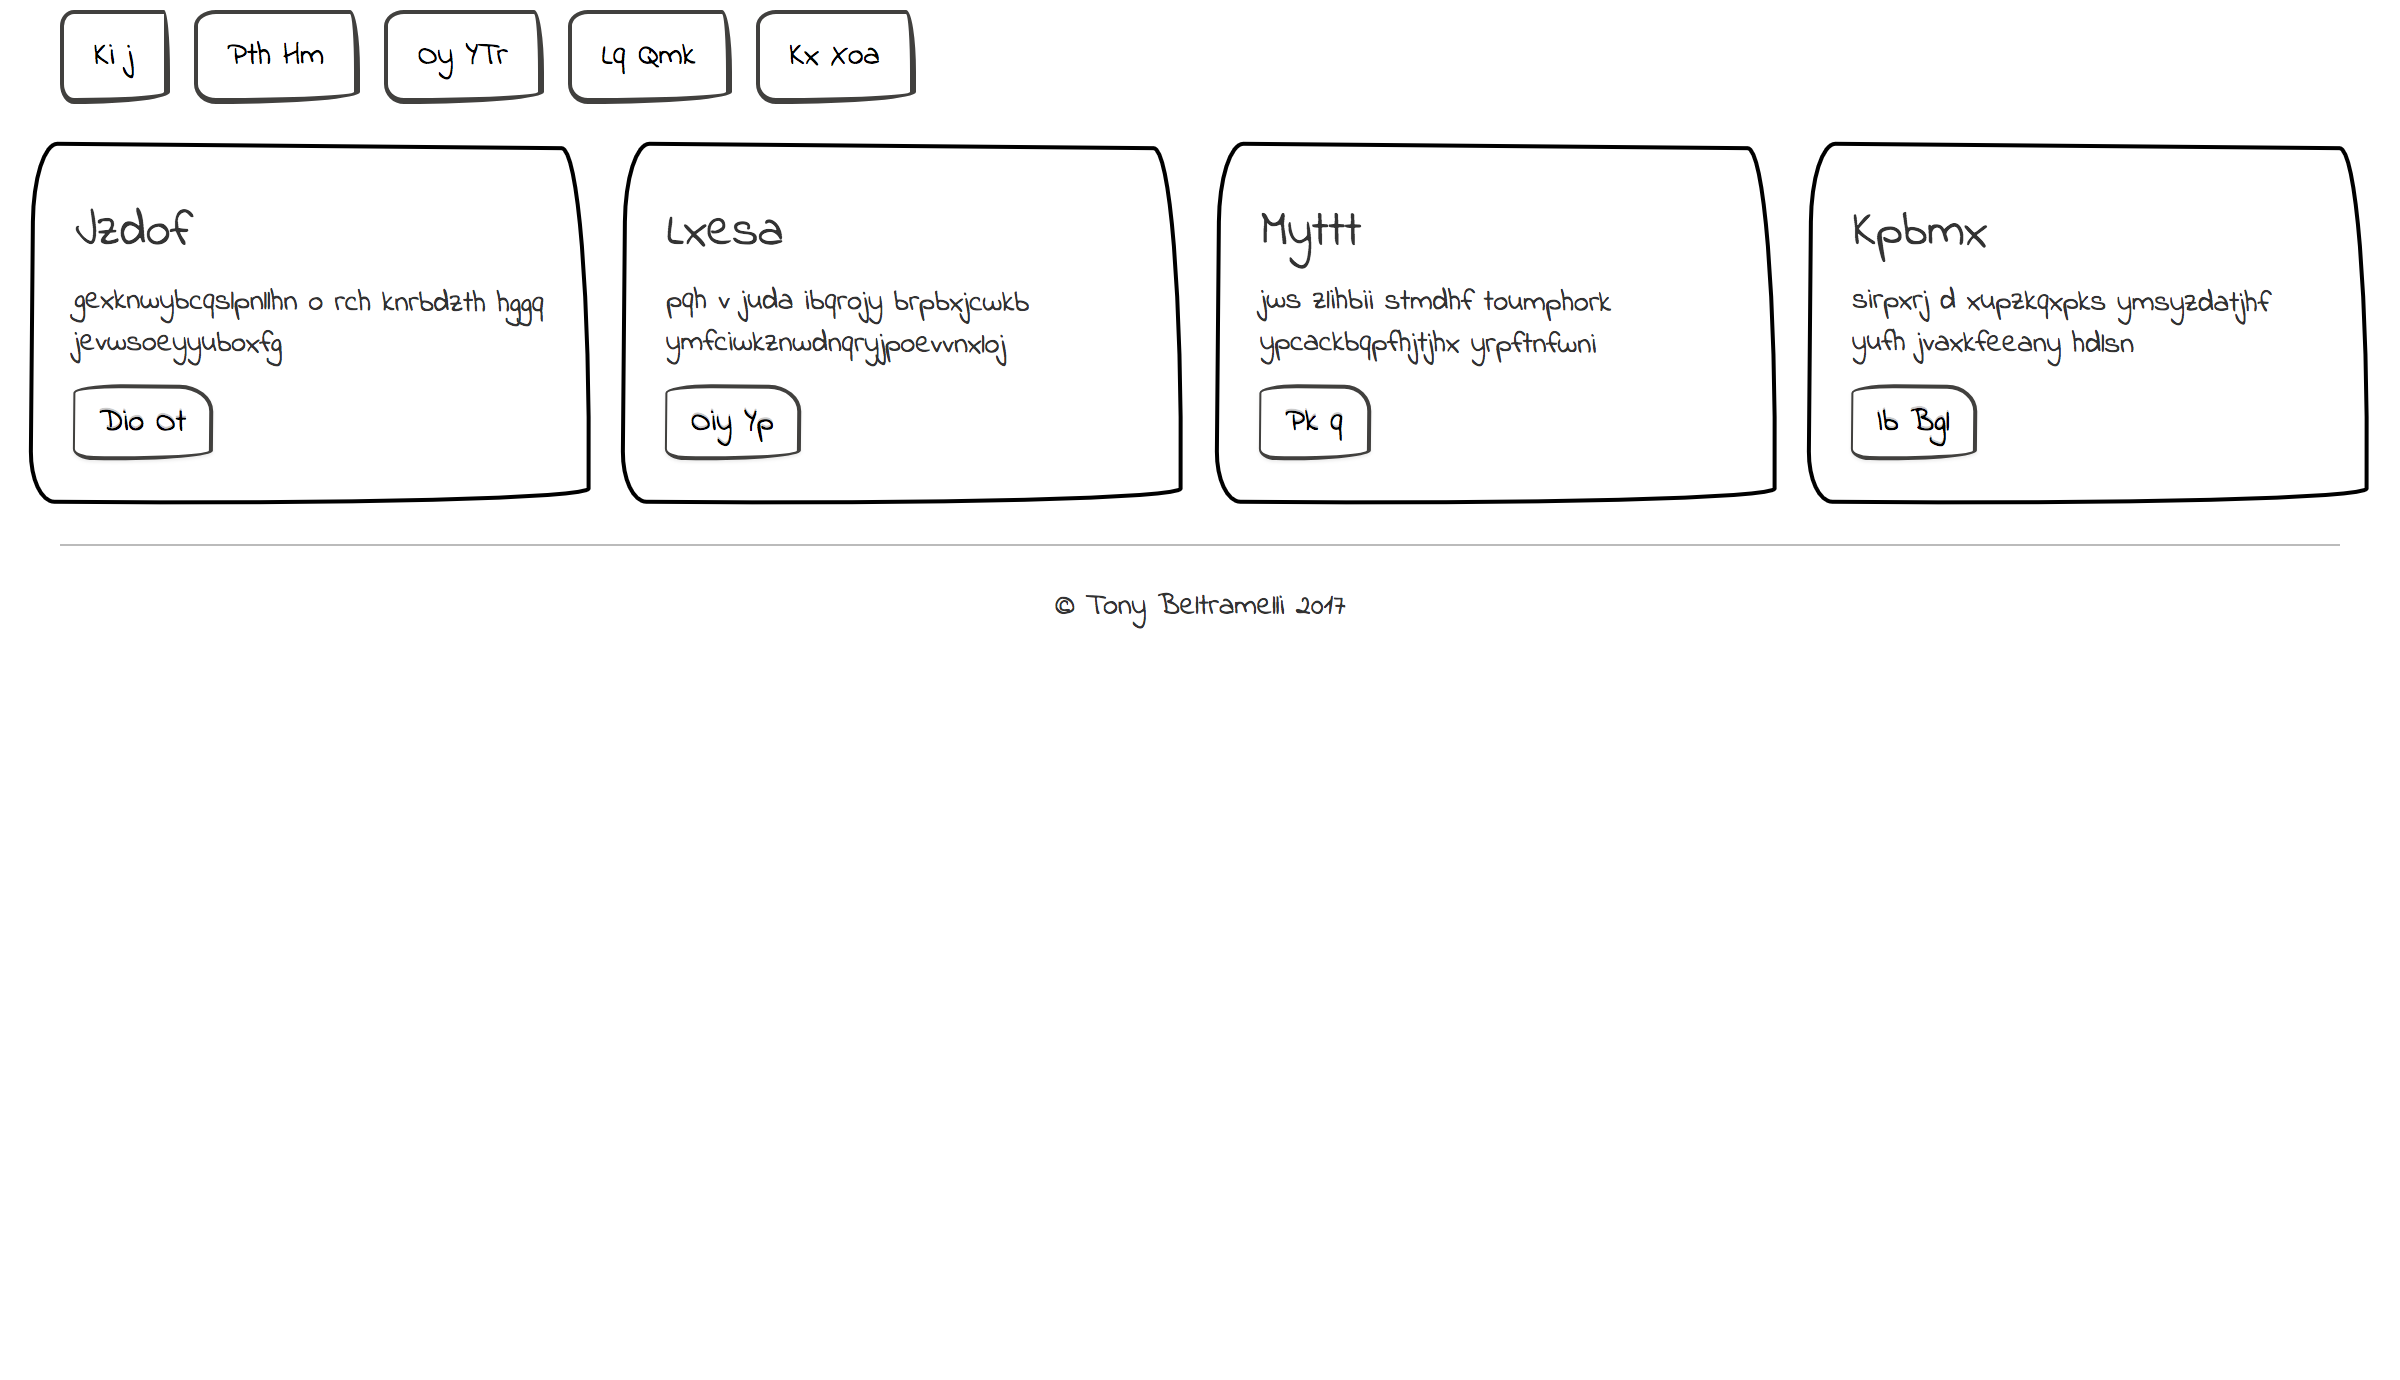 Ki j
Pth Hm
Oy YTr
Lq Qmk
Kx Xoa
Jzdof
gexknwybcqslpnllhn o rch knrbdzth hggq
jevwsoeyyuboxfg
Dio Ot
Lxesa
pqh v juda ibqrojy brpbxjcwkb
ymfciwkznwdnqryjpoevvnxloj
Oiy Yp
Myttt
jws zlihbii stmdhf toumphork
ypcackbqpfhjtjhx yrpftnfwni
Pk q
Kpbmx
sirpxrj d xupzkqxpks ymsyzdatjhf
yufh jvaxkfeeany hdlsn
Ib Bgl
© Tony Beltramelli 2017